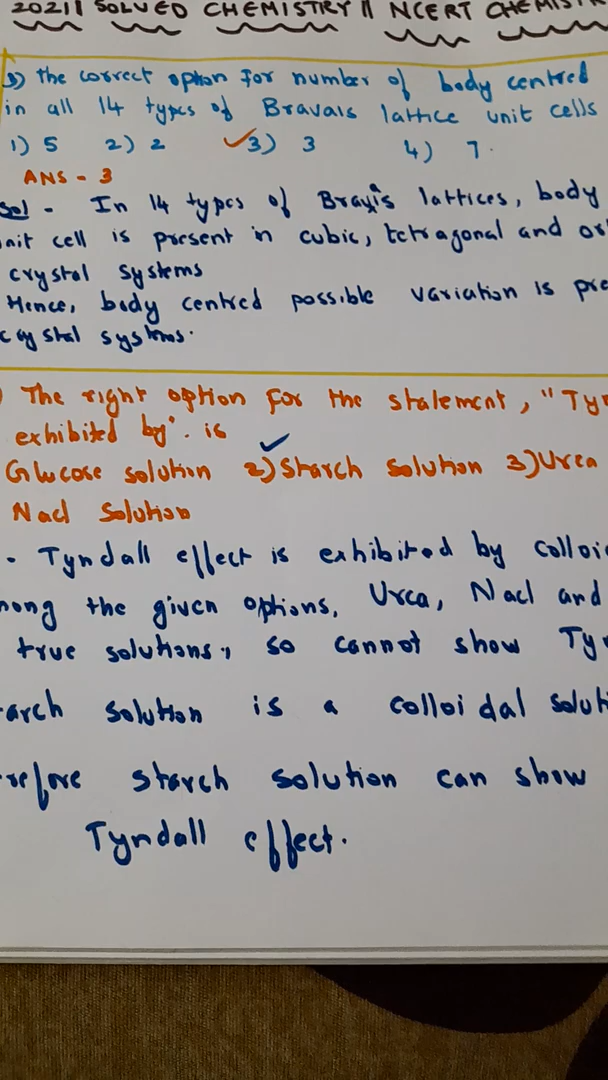 2021|| SOLVED CHEMISTRY || NCERT CHEMISTR
) the correct option for number of body centred
in all 14 types of Bravais lattice unit cells
1) 5 2) 2 3) 3 4) 7.
ANS - 3
Sol - In 14 types of Bravais lattices, body
unit cell is present in cubic, tetragonal and or
crystal systems
Hence, body centred possible variation is pre
crystal systems.
) The right option for the statement, "Tyn
exhibited by". is
Glucose solution 2) Starch solution 3) Urea
Nacl Solution
. Tyndall effect is exhibited by colloi
mong the given options, Urea, Nacl and
true solutions, so cannot show Ty
arch solution is a colloidal solut
refore starch solution can show
Tyndall effect.